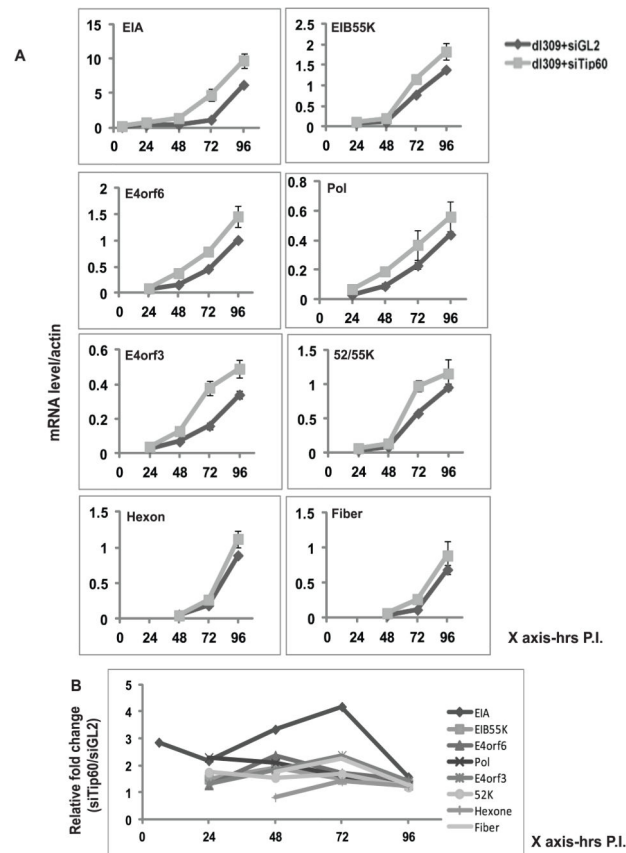 A
EIA
15
10
5
0
0 24 48 72 96
EIB55K
2.5
2
1.5
1
0.5
0
0 24 48 72 96
dl309+siGL2
dl309+siTip60
mRNA level/actin
E4orf6
2
1.5
1
0.5
0
0 24 48 72 96
Pol
0.8
0.6
0.4
0.2
0
0 24 48 72 96
E4orf3
0.6
0.4
0.2
0
0 24 48 72 96
52/55K
1.5
1
0.5
0
0 24 48 72 96
Hexon
1.5
1
0.5
0
0 24 48 72 96
Fiber
1.5
1
0.5
0
0 24 48 72 96
X axis-hrs P.I.
B
Relative fold change
(siTip60/siGL2)
5
4
3
2
1
0
0 24 48 72 96
EIA
EIB55K
E4orf6
Pol
E4orf3
52K
Hexone
Fiber
X axis-hrs P.I.